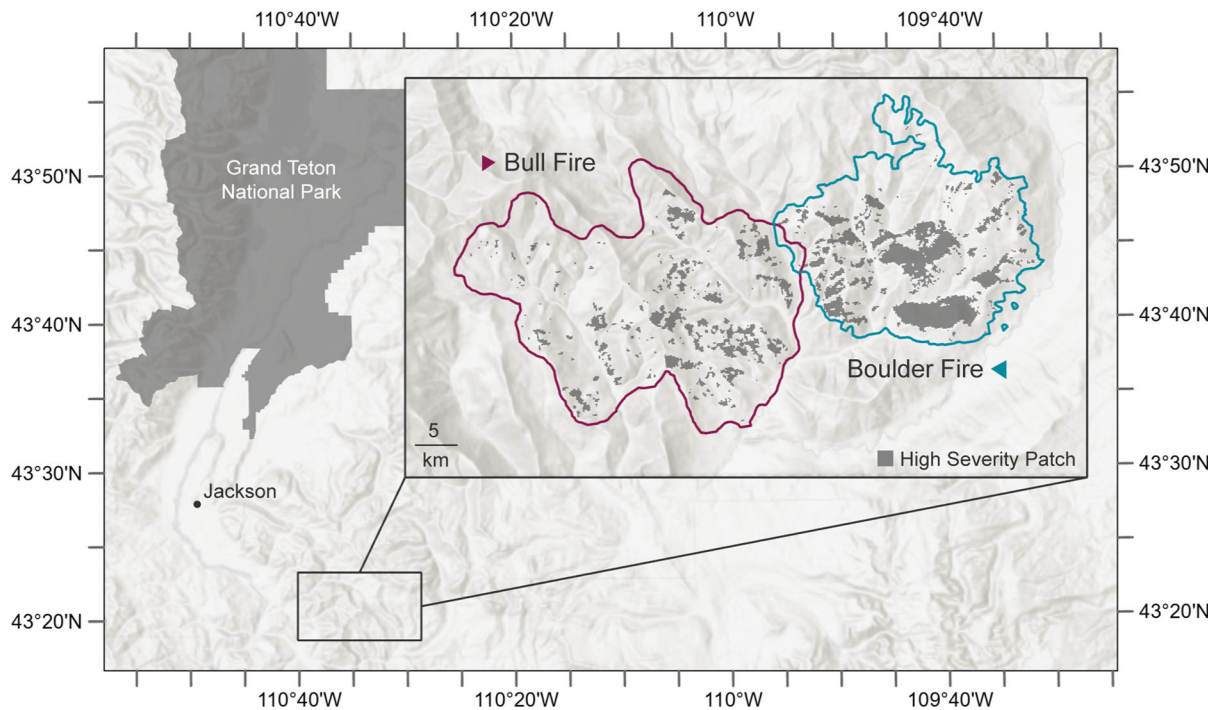 110°40'W 110°20'W 110°0'W 109°40'W
Grand Teton
National Park
Bull Fire
43°50'N 43°50'N
43°40'N 43°40'N
Boulder Fire
5
km
High Severity Patch
43°30'N 43°30'N
Jackson
43°20'N 43°20'N
110°40'W 110°20'W 110°0'W 109°40'W